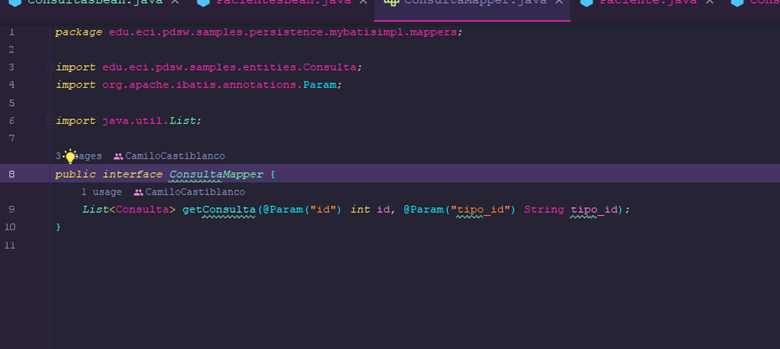 ConsultasBean.java × PacientesBean.java × ConsultaMapper.java × Paciente.java × Cons
1 package edu.eci.pdsw.samples.persistence.mybatisimpl.mappers;
2
3 import edu.eci.pdsw.samples.entities.Consulta;
4 import org.apache.ibatis.annotations.Param;
5
6 import java.util.List;
7
3 usages CamiloCastiblanco
8 public interface ConsultaMapper {
1 usage CamiloCastiblanco
9 List<Consulta> getConsulta(@Param("id") int id, @Param("tipo_id") String tipo_id);
10 }
11